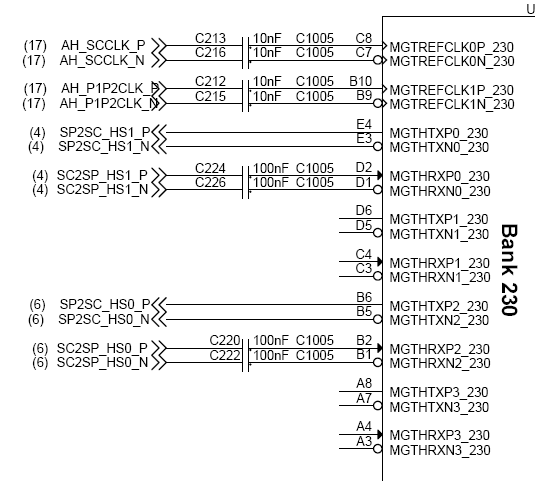 U
(17) AH_SCCLK_P C213 10nF C1005 C8 MGTREFCLK0P_230
(17) AH_SCCLK_N C216 10nF C1005 C7 MGTREFCLK0N_230
(17) AH_P1P2CLK_P C212 10nF C1005 B10 MGTREFCLK1P_230
(17) AH_P1P2CLK_N C215 10nF C1005 B9 MGTREFCLK1N_230
(4) SP2SC_HS1_P E4 MGTHTXP0_230
(4) SP2SC_HS1_N E3 MGTHTXN0_230
(4) SC2SP_HS1_P C224 100nF C1005 D2 MGTHRXP0_230
(4) SC2SP_HS1_N C226 100nF C1005 D1 MGTHRXN0_230
D6 MGTHTXP1_230
D5 MGTHTXN1_230
C4 MGTHRXP1_230
C3 MGTHRXN1_230
(6) SP2SC_HS0_P B6 MGTHTXP2_230
(6) SP2SC_HS0_N B5 MGTHTXN2_230
(6) SC2SP_HS0_P C220 100nF C1005 B2 MGTHRXP2_230
(6) SC2SP_HS0_N C222 100nF C1005 B1 MGTHRXN2_230
A8 MGTHTXP3_230
A7 MGTHTXN3_230
A4 MGTHRXP3_230
A3 MGTHRXN3_230
Bank 230